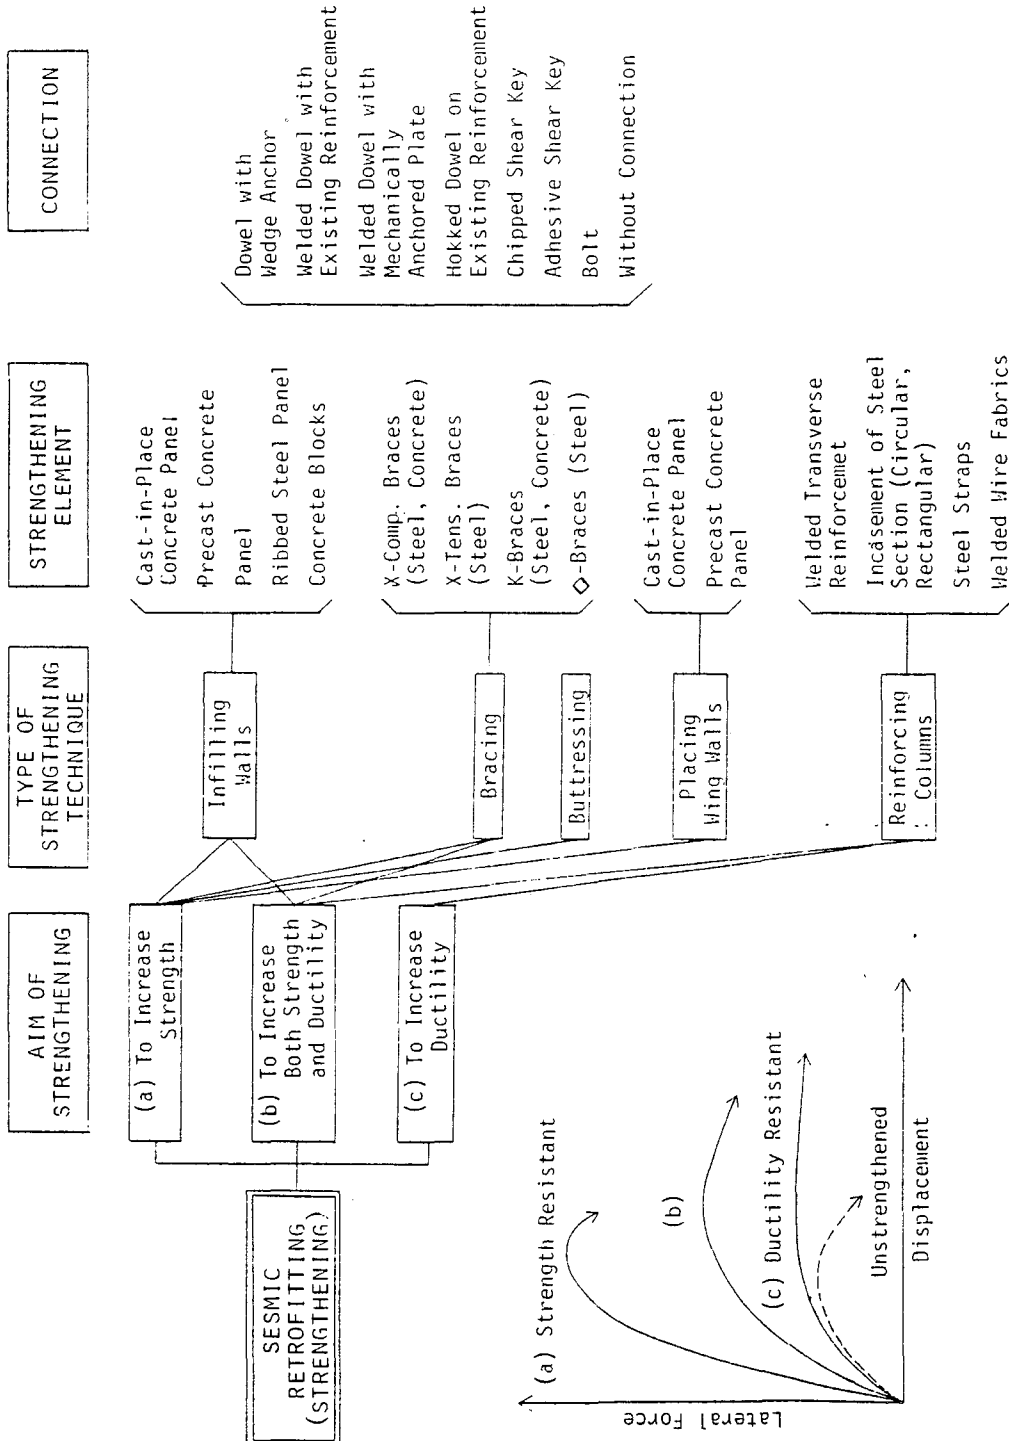 AIM OF
STRENGTHENING
TYPE OF
STRENGTHENING
TECHNIQUE
STRENGTHENING
ELEMENT
CONNECTION
SESMIC
RETROFITTING
(STRENGTHENING)
(a) To Increase
Strength
(b) To Increase
Both Strength
and Ductility
(c) To Increase
Ductility
Infilling
Walls
Bracing
Buttressing
Placing
Wing Walls
Reinforcing
Columns
Cast-in-Place
Concrete Panel
Precast Concrete
Panel
Ribbed Steel Panel
Concrete Blocks
X-Comp. Braces
(Steel, Concrete)
X-Tens. Braces
(Steel)
K-Braces
(Steel, Concrete)
◇-Braces (Steel)
Cast-in-Place
Concrete Panel
Precast Concrete
Panel
Welded Transverse
Reinforcemet
Incasement of Steel
Section (Circular,
Rectangular)
Steel Straps
Welded Wire Fabrics
Dowel with
Wedge Anchor
Welded Dowel with
Existing Reinforcement
Welded Dowel with
Mechanically
Anchored Plate
Hokked Dowel on
Existing Reinforcement
Chipped Shear Key
Adhesive Shear Key
Bolt
Without Connection
Lateral Force
(a) Strength Resistant
(b)
(c) Ductility Resistant
Unstrengthened
Displacement